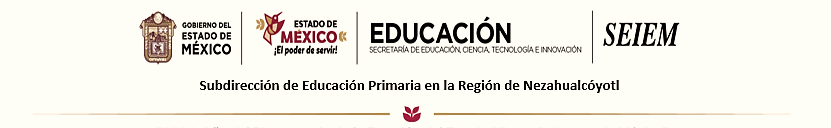 GOBIERNO DEL
ESTADO DE
MÉXICO
ESTADO DE
MÉXICO
¡El poder de servir!
EDUCACIÓN
SECRETARÍA DE EDUCACIÓN, CIENCIA, TECNOLOGÍA E INNOVACIÓN
SEIEM
Subdirección de Educación Primaria en la Región de Nezahualcóyotl